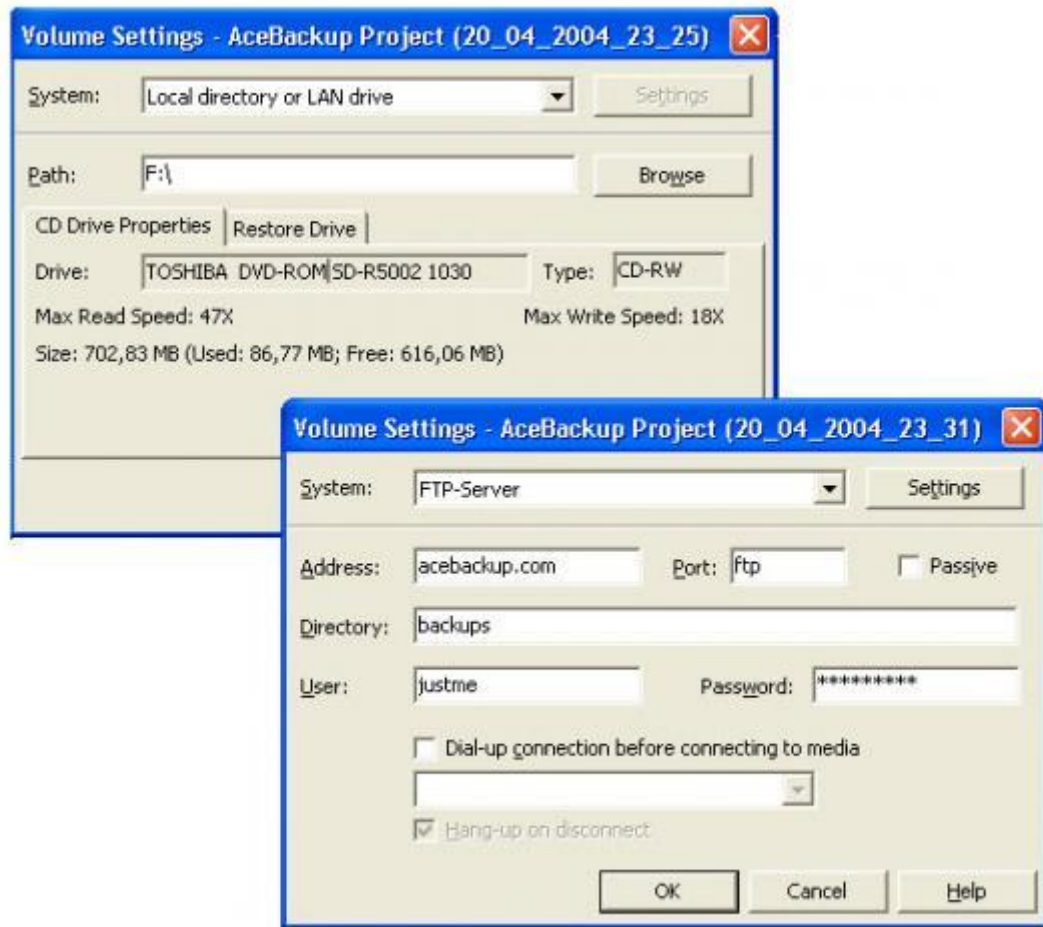 Volume Settings - AceBackup Project (20_04_2004_23_25)
System: Local directory or LAN drive Settings
Path: F:\ Browse
CD Drive Properties Restore Drive
Drive: TOSHIBA DVD-ROM SD-R5002 1030 Type: CD-RW
Max Read Speed: 47X Max Write Speed: 18X
Size: 702,83 MB (Used: 86,77 MB; Free: 616,06 MB)
Volume Settings - AceBackup Project (20_04_2004_23_31)
System: FTP-Server Settings
Address: acebackup.com Port: ftp Passive
Directory: backups
User: justme Password: *********
Dial-up connection before connecting to media
Hang-up on disconnect
OK Cancel Help